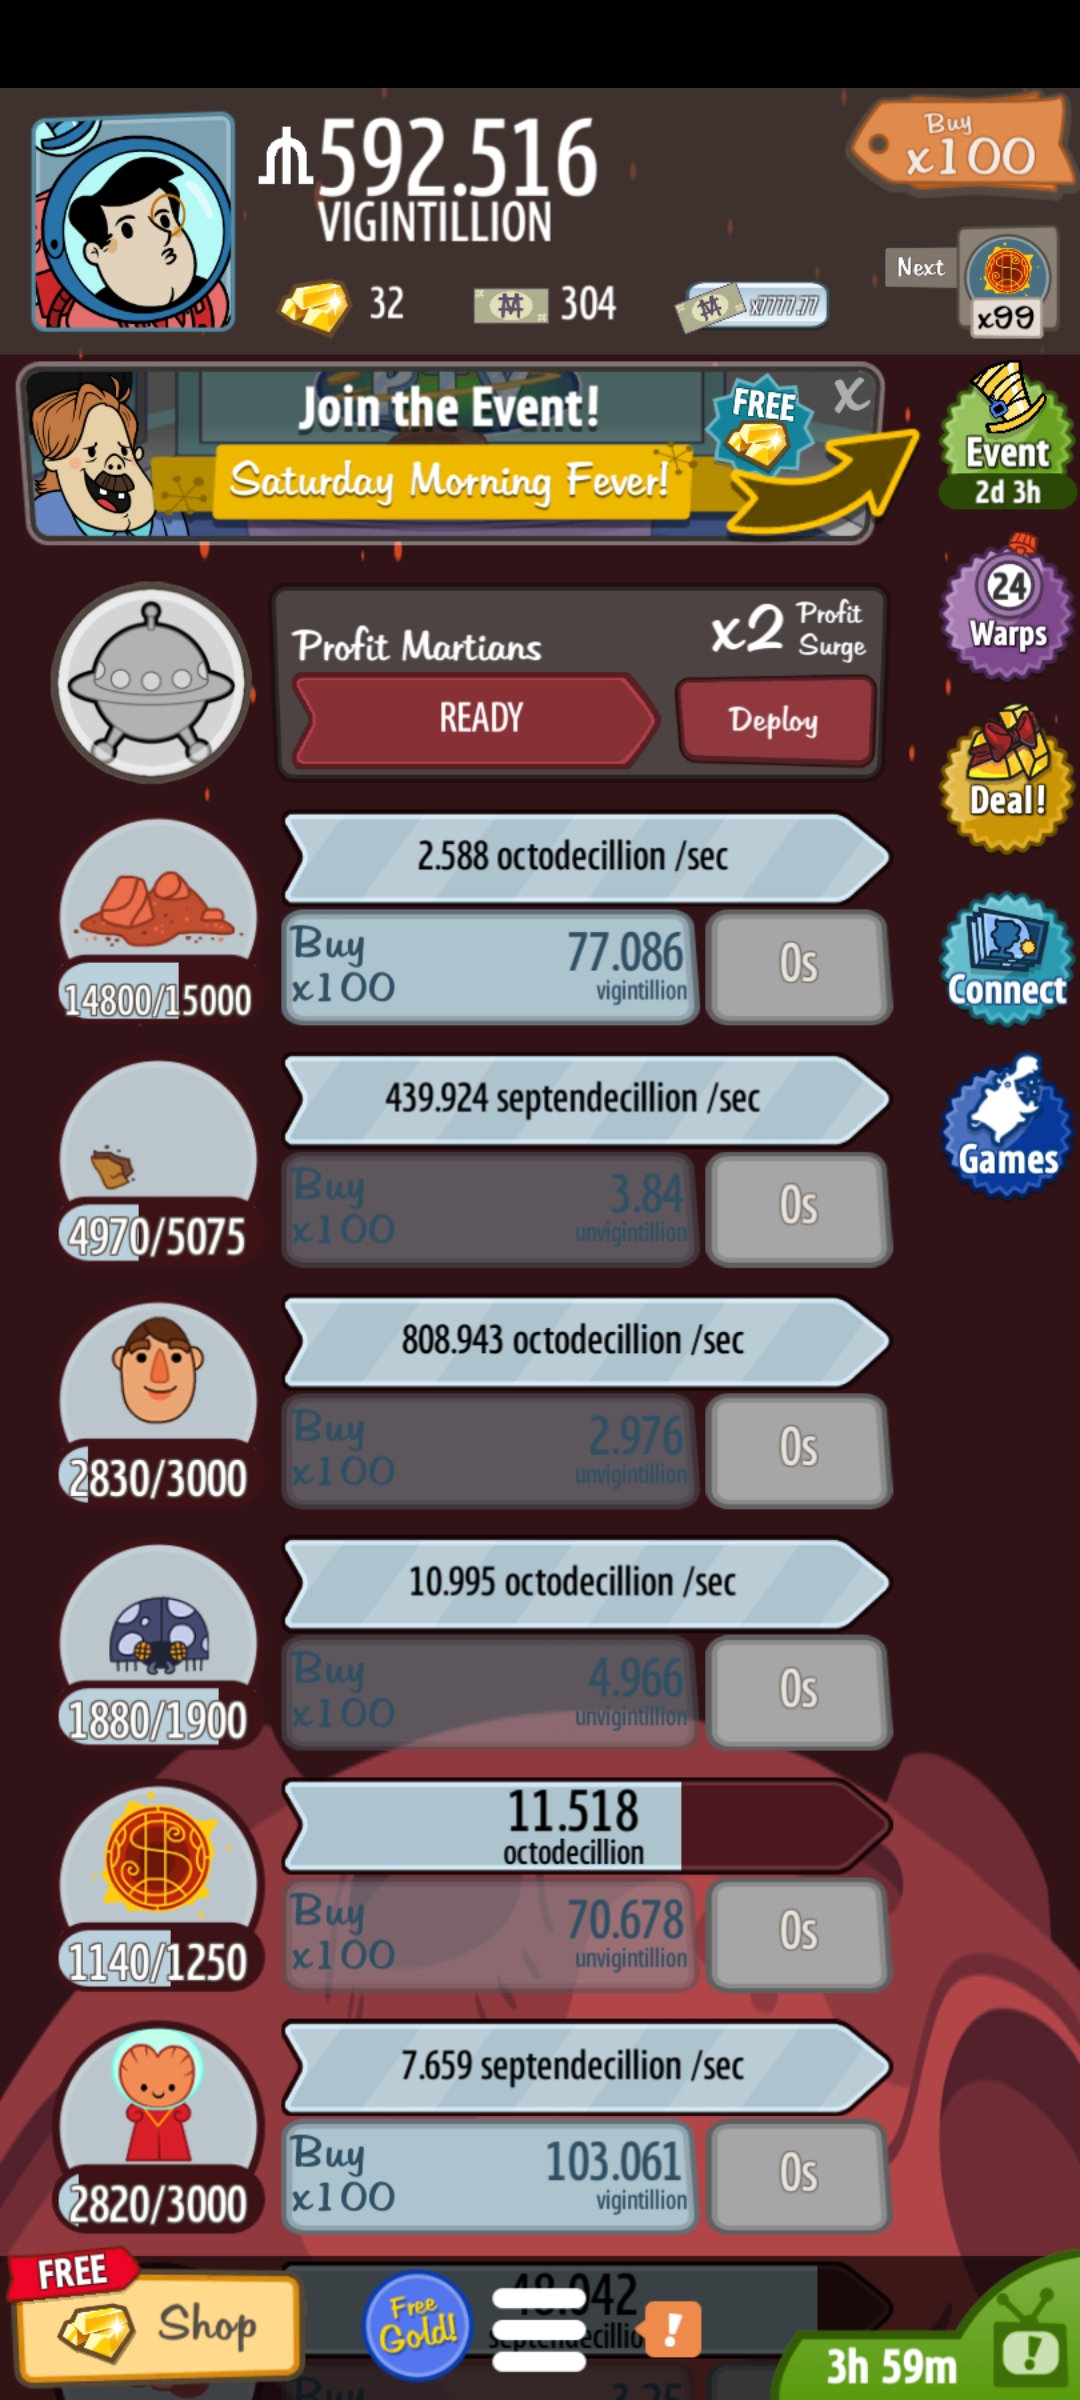 592.516
VIGINTILLION
Buy
x100
32
304
x7777.77
Next
x99
Join the Event!
FREE
X
Saturday Morning Fever!
Event
2d 3h
24
Warps
Profit Martians
x2 Profit Surge
READY
Deploy
Deal!
2.588 octodecillion /sec
14800/15000
Buy x100
77.086
vigintillion
0s
Connect
439.924 septendecillion /sec
4970/5075
Buy x100
3.84
unvigintillion
0s
Games
808.943 octodecillion /sec
2830/3000
Buy x100
2.976
unvigintillion
0s
10.995 octodecillion /sec
1880/1900
Buy x100
4.966
unvigintillion
0s
11.518
octodecillion
1140/1250
Buy x100
70.678
unvigintillion
0s
7.659 septendecillion /sec
2820/3000
Buy x100
103.061
vigintillion
0s
FREE
Shop
Free Gold!
!
3h 59m
!